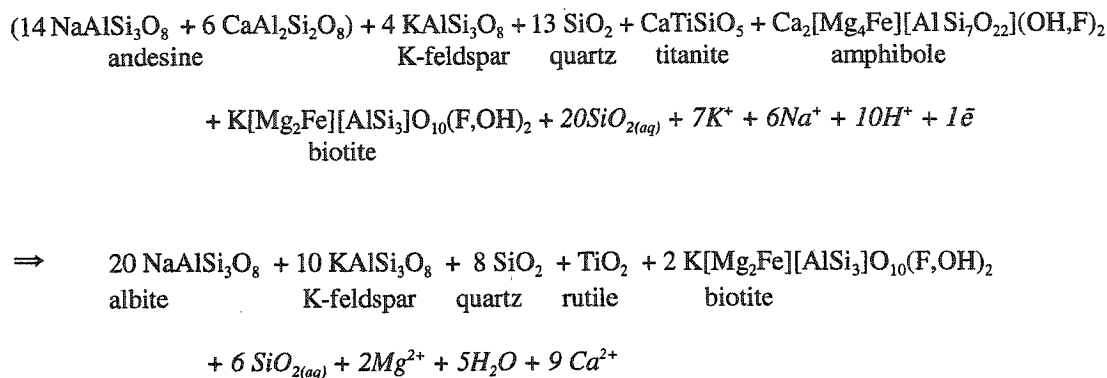 (14 NaAlSi₃O₈ + 6 CaAl₂Si₂O₈) + 4 KAlSi₃O₈ + 13 SiO₂ + CaTiSiO₅ + Ca₂[Mg₄Fe][Al Si₇O₂₂](OH,F)₂
andesine K-feldspar quartz titanite amphibole
+ K[Mg₂Fe][AlSi₃]O₁₀(F,OH)₂ + 20SiO₂₍aq₎ + 7K⁺ + 6Na⁺ + 10H⁺ + 1ē
biotite
⇒ 20 NaAlSi₃O₈ + 10 KAlSi₃O₈ + 8 SiO₂ + TiO₂ + 2 K[Mg₂Fe][AlSi₃]O₁₀(F,OH)₂
albite K-feldspar quartz rutile biotite
+ 6 SiO₂₍aq₎ + 2Mg²⁺ + 5H₂O + 9 Ca²⁺